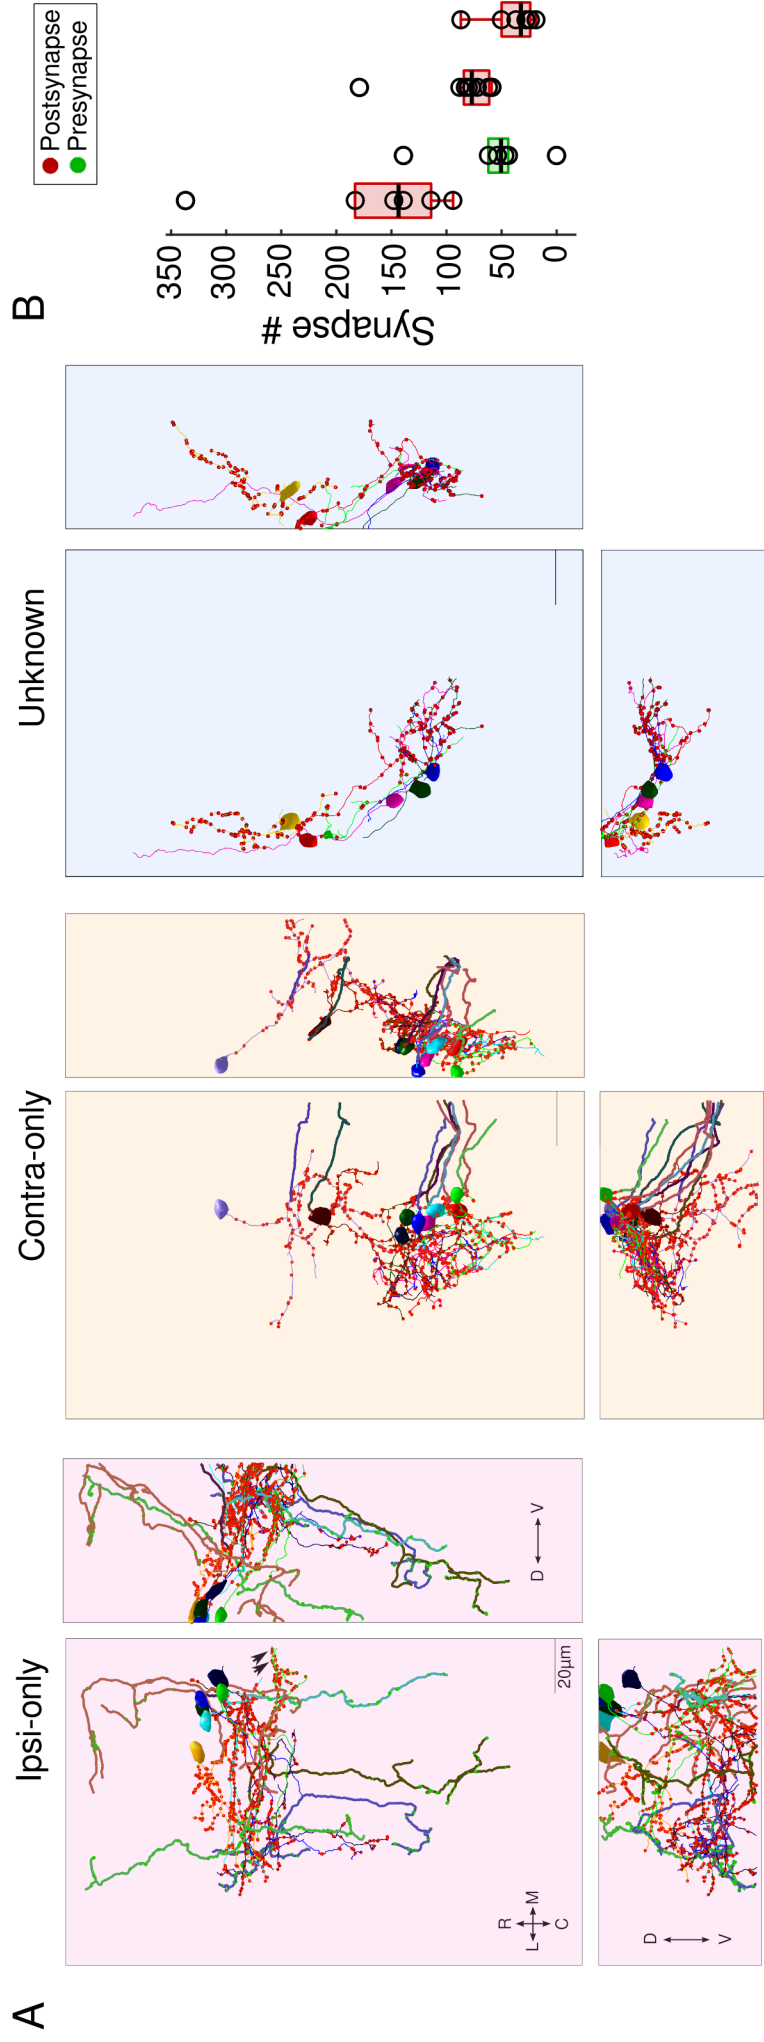 A
Ipsi-only
Contra-only
Unknown
R
L
M
C
20µm
D
V
D
V
B
Postsynapse
Presynapse
Synapse #
350
300
250
200
150
100
50
0